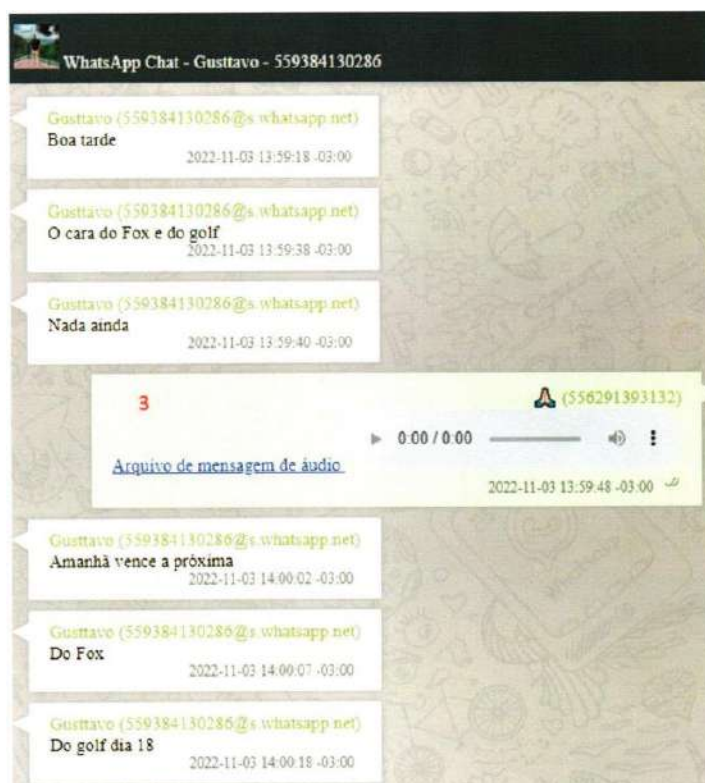 WhatsApp Chat - Gusttavo - 559384130286
Gusttavo (559384130286@s.whatsapp.net)
Boa tarde
2022-11-03 13:59:18 -03:00
Gusttavo (559384130286@s.whatsapp.net)
O cara do Fox e do golf
2022-11-03 13:59:38 -03:00
Gusttavo (559384130286@s.whatsapp.net)
Nada ainda
2022-11-03 13:59:40 -03:00
3
🙏 (556291393132)
0:00 / 0:00
Arquivo de mensagem de áudio
2022-11-03 13:59:48 -03:00
Gusttavo (559384130286@s.whatsapp.net)
Amanhã vence a próxima
2022-11-03 14:00:02 -03:00
Gusttavo (559384130286@s.whatsapp.net)
Do Fox
2022-11-03 14:00:07 -03:00
Gusttavo (559384130286@s.whatsapp.net)
Do golf dia 18
2022-11-03 14:00:18 -03:00